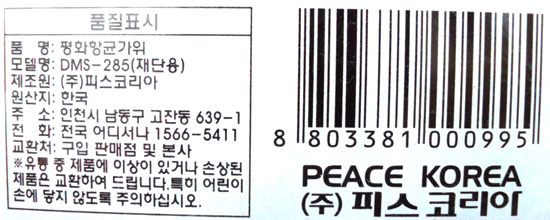 품질표시
품 명: 평화항균가위
모델명: DMS-285(재단용)
제조원: (주)피스코리아
원산지: 한국
주 소: 인천시 남동구 고잔동 639-1
전 화: 전국 어디서나 1566-5411
교환처: 구입 판매점 및 본사
※유통 중 제품에 이상이 있거나 손상된
제품은 교환하여 드립니다.특히 어린이
손에 닿지 않도록 주의하십시오.
8 803381 000995
PEACE KOREA
(주) 피스 코리아